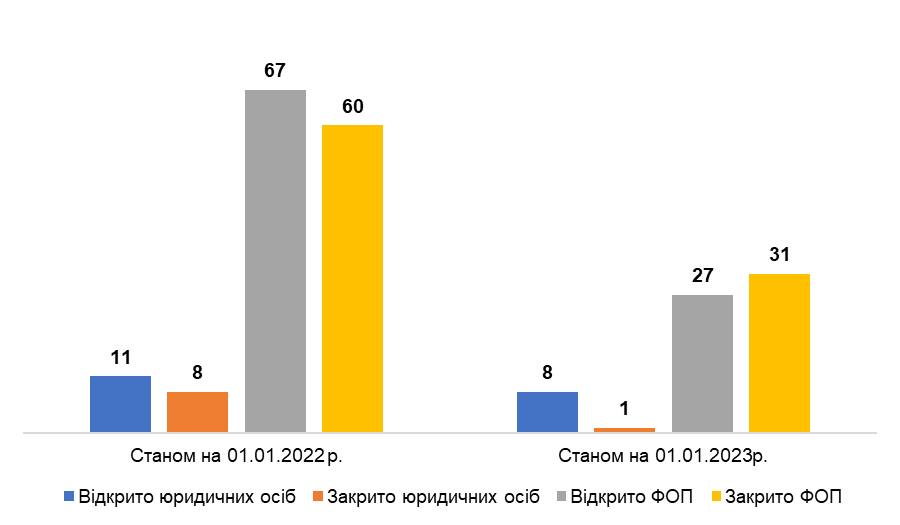 67
60
11
8
31
27
8
1
Станом на 01.01.2022 р.
Станом на 01.01.2023р.
Відкрито юридичних осіб
Закрито юридичних осіб
Відкрито ФОП
Закрито ФОП